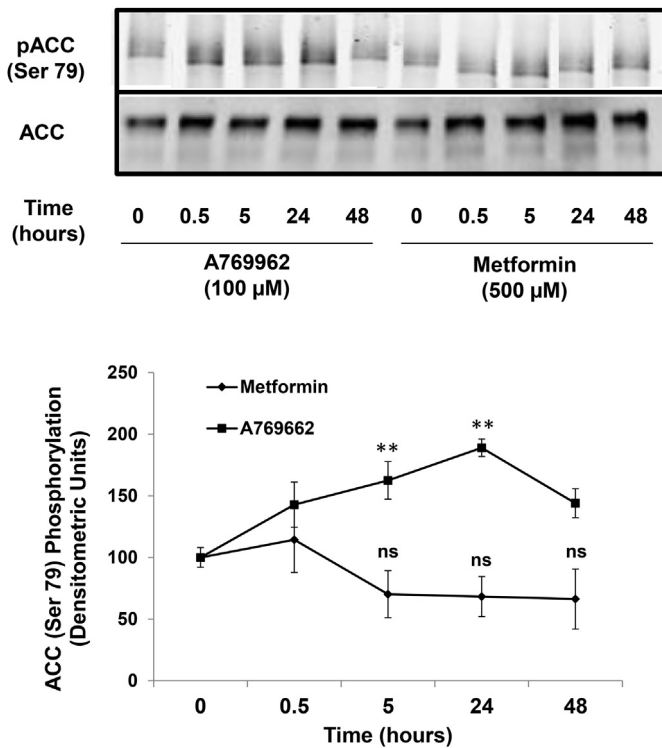 pACC
(Ser 79)
ACC
Time
(hours)
0 0.5 5 24 48 0 0.5 5 24 48
A769962
(100 µM)
Metformin
(500 µM)
ACC (Ser 79) Phosphorylation
(Densitometric Units)
250
200
150
100
50
0
Metformin
A769662
**
**
ns
ns
ns
0 0.5 5 24 48
Time (hours)